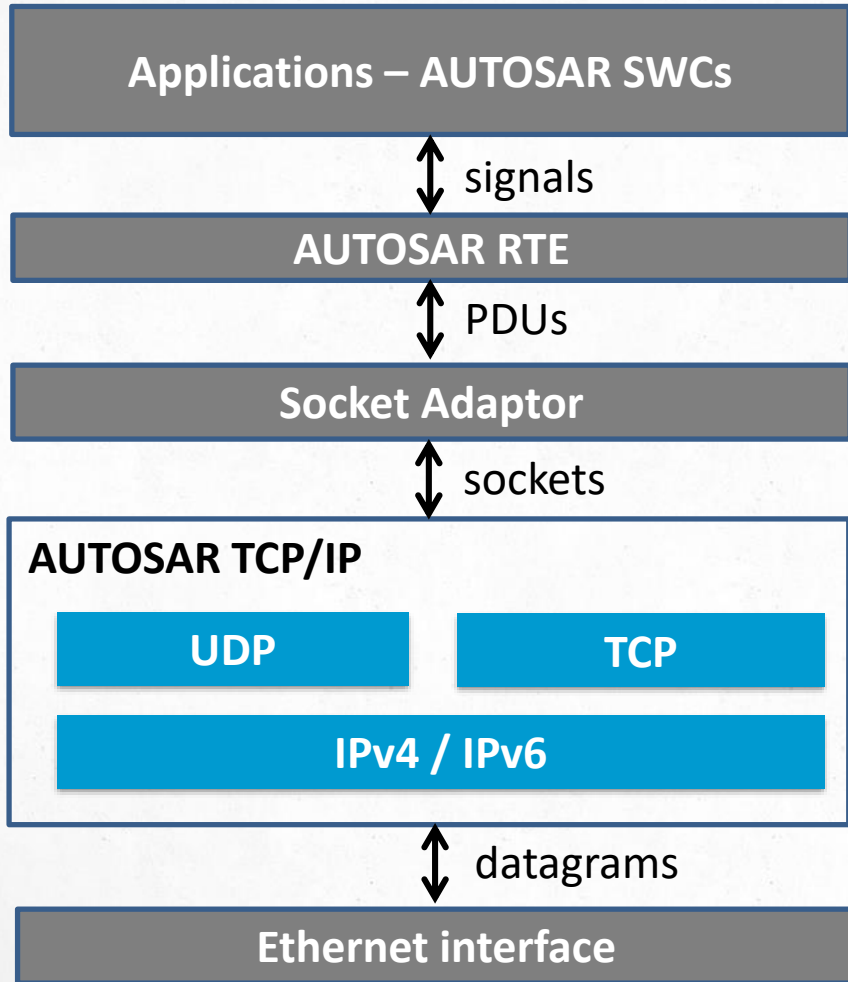 Applications – AUTOSAR SWCs
signals
AUTOSAR RTE
PDUs
Socket Adaptor
sockets
AUTOSAR TCP/IP
UDP
TCP
IPv4 / IPv6
datagrams
Ethernet interface